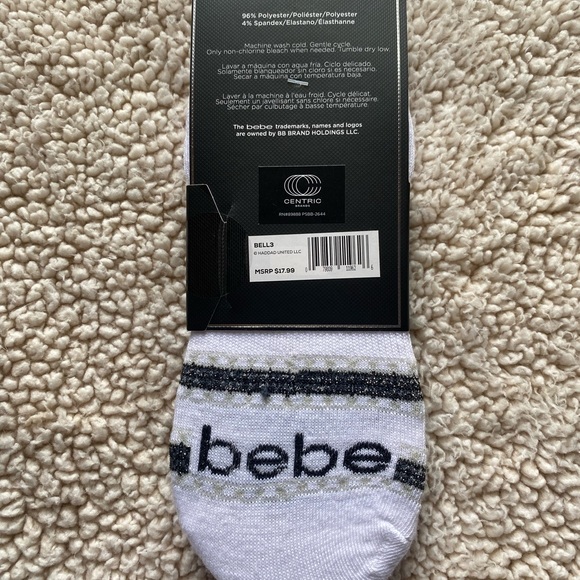 96% Polyester/Poliéster/Polyester
4% Spandex/Elastano/Elasthanne
Machine wash cold. Gentle cycle.
Only non-chlorine bleach when needed. Tumble dry low.
Lavar a máquina con agua fria. Ciclo delicado.
Solamente blanqueador sin cloro si es necesario.
Secar a máquina con temperatura baja.
Laver à la machine à l'eau froid. Cycle délicat.
Seulement un javellisant sans chlore si nécessaire.
Sécher par culbutage à basse température
The bebe trademarks, names and logos
are owned by BB BRAND HOLDINGS LLC.
CENTRIC
BRANDS
BELL3
© HADDAD UNITED LLC
MSRP $17.99
bebe